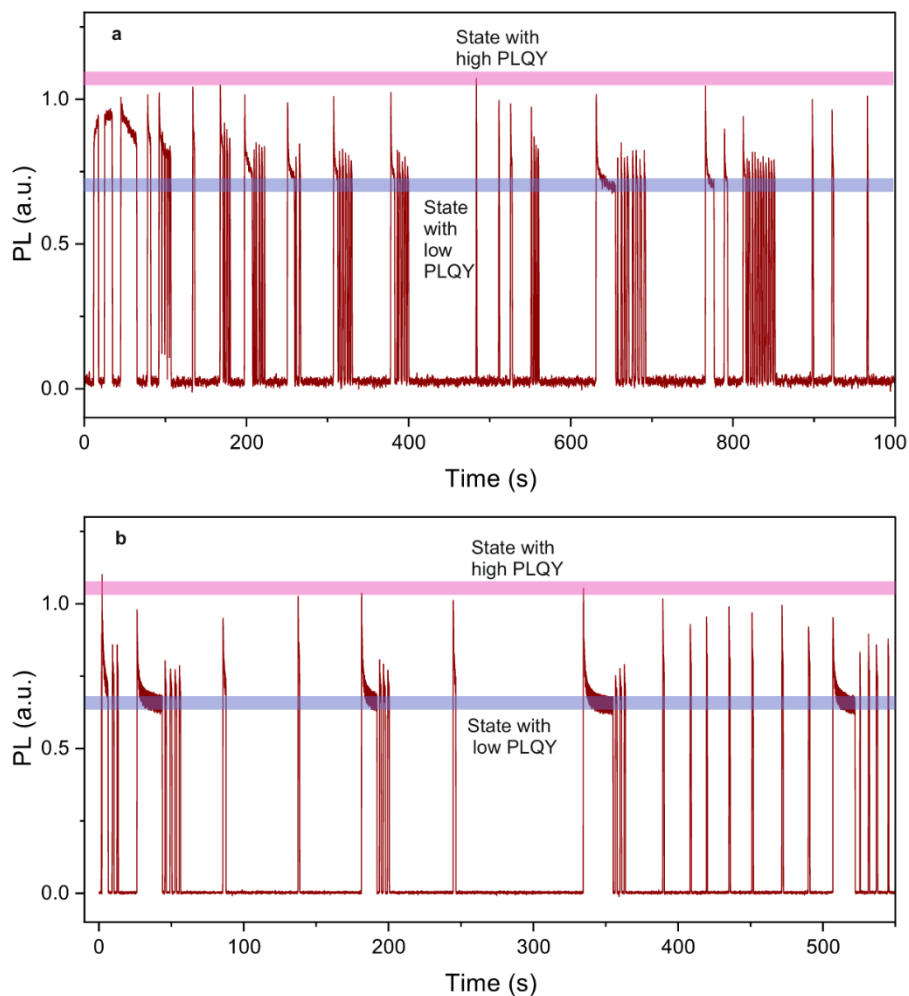 a
State with
high PLQY
1.0
0.5
0.0
PL (a.u.)
State
with
low
PLQY
0
200
400
600
800
100
Time (s)
b
State with
high PLQY
1.0
0.5
0.0
PL (a.u.)
State with
low PLQY
0
100
200
300
400
500
Time (s)